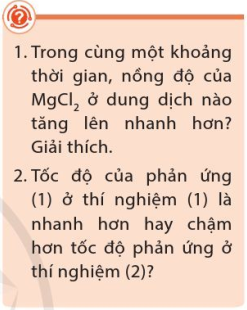 ?
1. Trong cùng một khoảng
thời gian, nồng độ của
MgCl₂ ở dung dịch nào
tăng lên nhanh hơn?
Giải thích.
2. Tốc độ của phản ứng
(1) ở thí nghiệm (1) là
nhanh hơn hay chậm
hơn tốc độ phản ứng ở
thí nghiệm (2)?